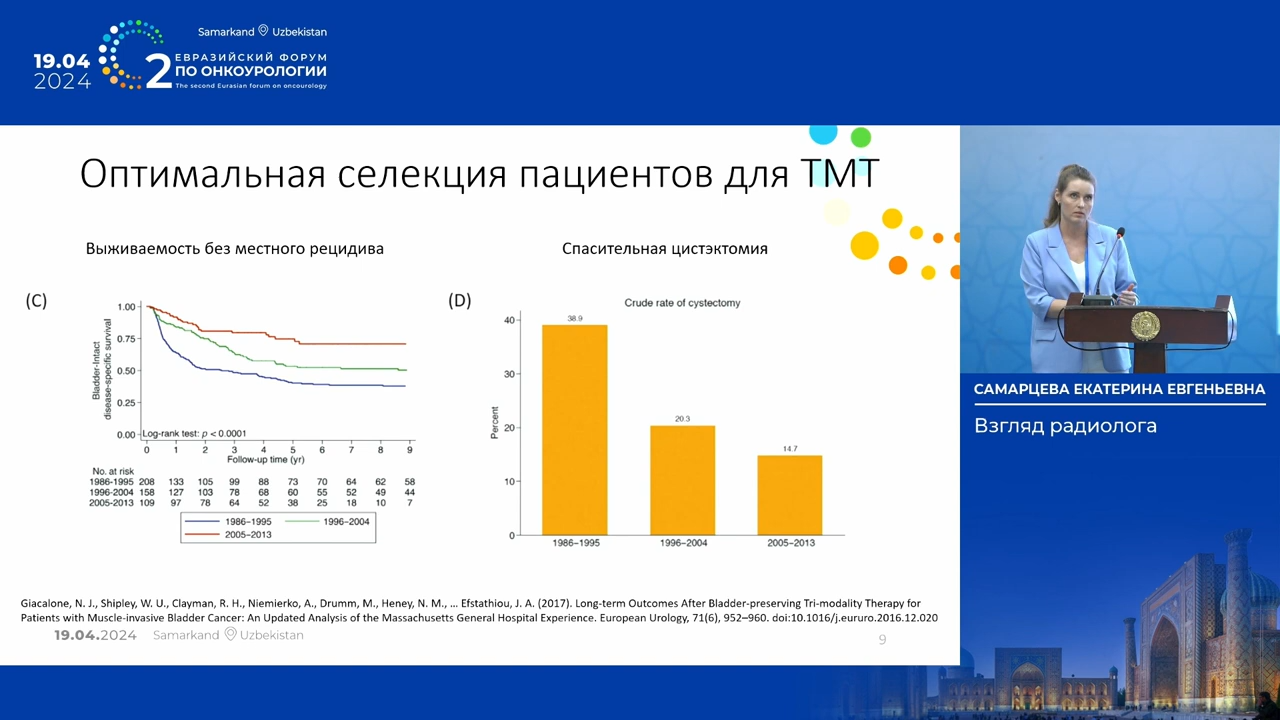 Samarkand Uzbekistan
19.04
2024
2
ЕВРАЗИЙСКИЙ ФОРУМ
ПО ОНКОУРОЛОГИИ
The second Eurasian forum on oncourology
Оптимальная селекция пациентов для ТМТ
Выживаемость без местного рецидива
Спасительная цистэктомия
(C)
Bladder-Intact
disease-specific survival
1.00
0.75
0.50
0.25
0.00
Log-rank test: p < 0.0001
0 1 2 3 4 5 6 7 8 9
Follow-up time (yr)
No. at risk
1986-1995 208 133 105 99 88 73 70 64 62 58
1996-2004 158 127 103 78 68 60 55 52 49 44
2005-2013 109 97 78 64 52 38 25 18 10 7
1986–1995 1996–2004
2005–2013
(D)
Crude rate of cystectomy
Percent
40
30
20
10
0
38.9
20.3
14.7
1986–1995 1996–2004 2005–2013
Giacalone, N. J., Shipley, W. U., Clayman, R. H., Niemierko, A., Drumm, M., Heney, N. M., … Efstathiou, J. A. (2017). Long-term Outcomes After Bladder-preserving Tri-modality Therapy for
Patients with Muscle-invasive Bladder Cancer: An Updated Analysis of the Massachusetts General Hospital Experience. European Urology, 71(6), 952–960. doi:10.1016/j.eururo.2016.12.020
19.04.2024 Samarkand Uzbekistan
9
САМАРЦЕВА ЕКАТЕРИНА ЕВГЕНЬЕВНА
Взгляд радиолога